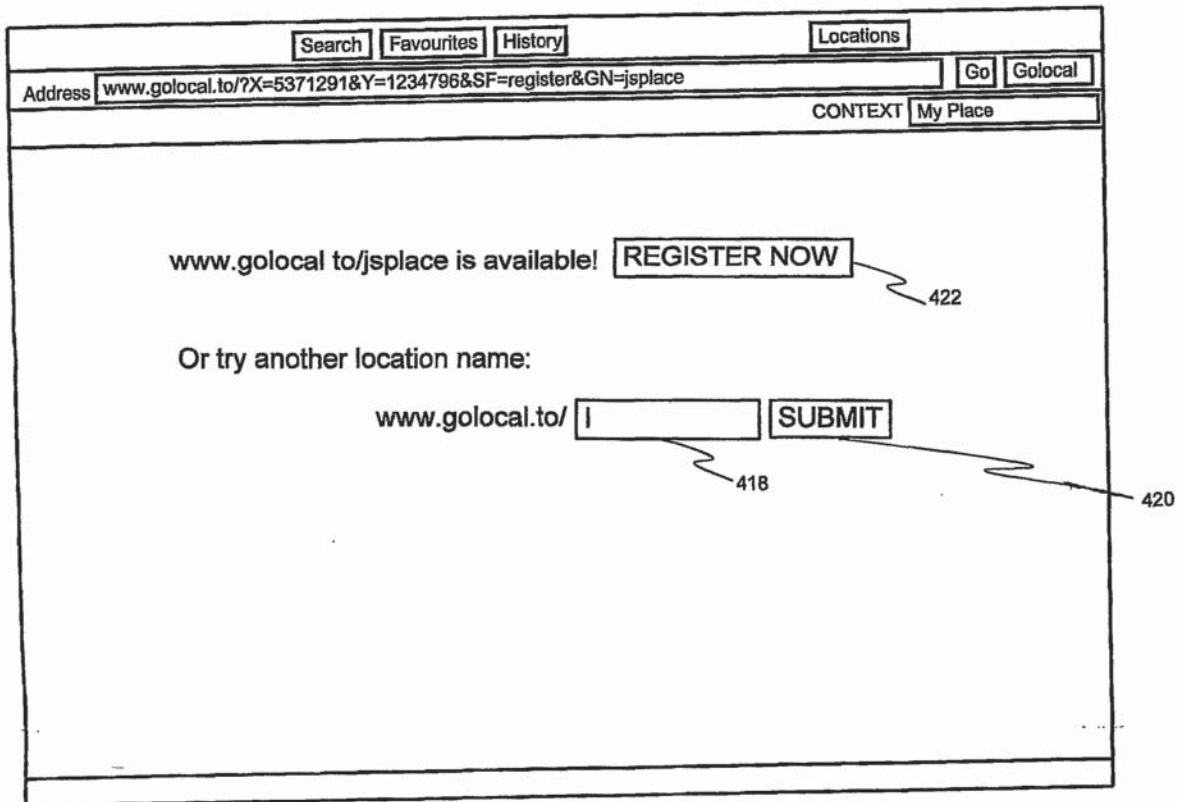 Search Favourites History Locations
Address www.golocal.to/?X=5371291&Y=1234796&SF=register&GN=jsplace Go Golocal
CONTEXT My Place
www.golocal to/jsplace is available! REGISTER NOW
422
Or try another location name:
www.golocal.to/ | SUBMIT
418
420